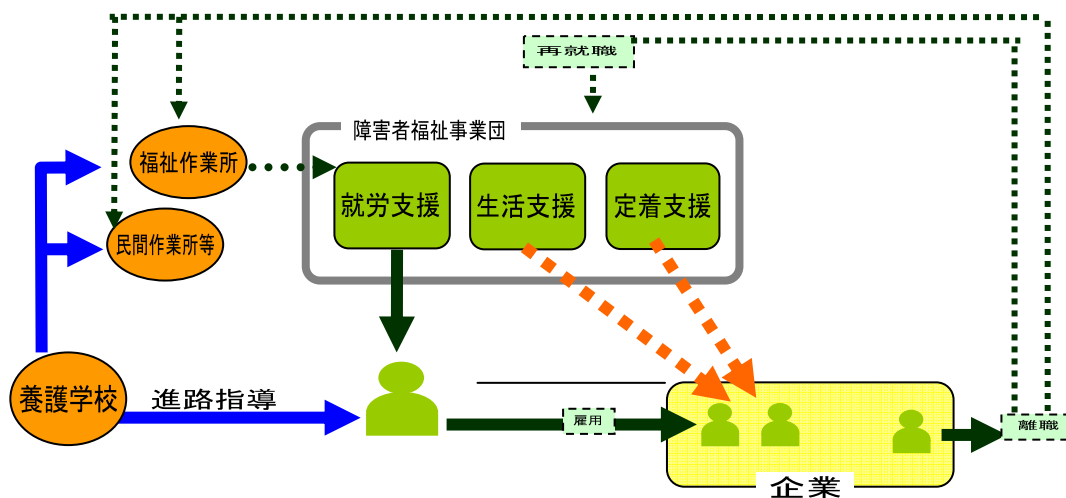 再就職
障害者福祉事業団
福祉作業所
就労支援
生活支援
定着支援
民間作業所等
養護学校
進路指導
雇用
離職
企業